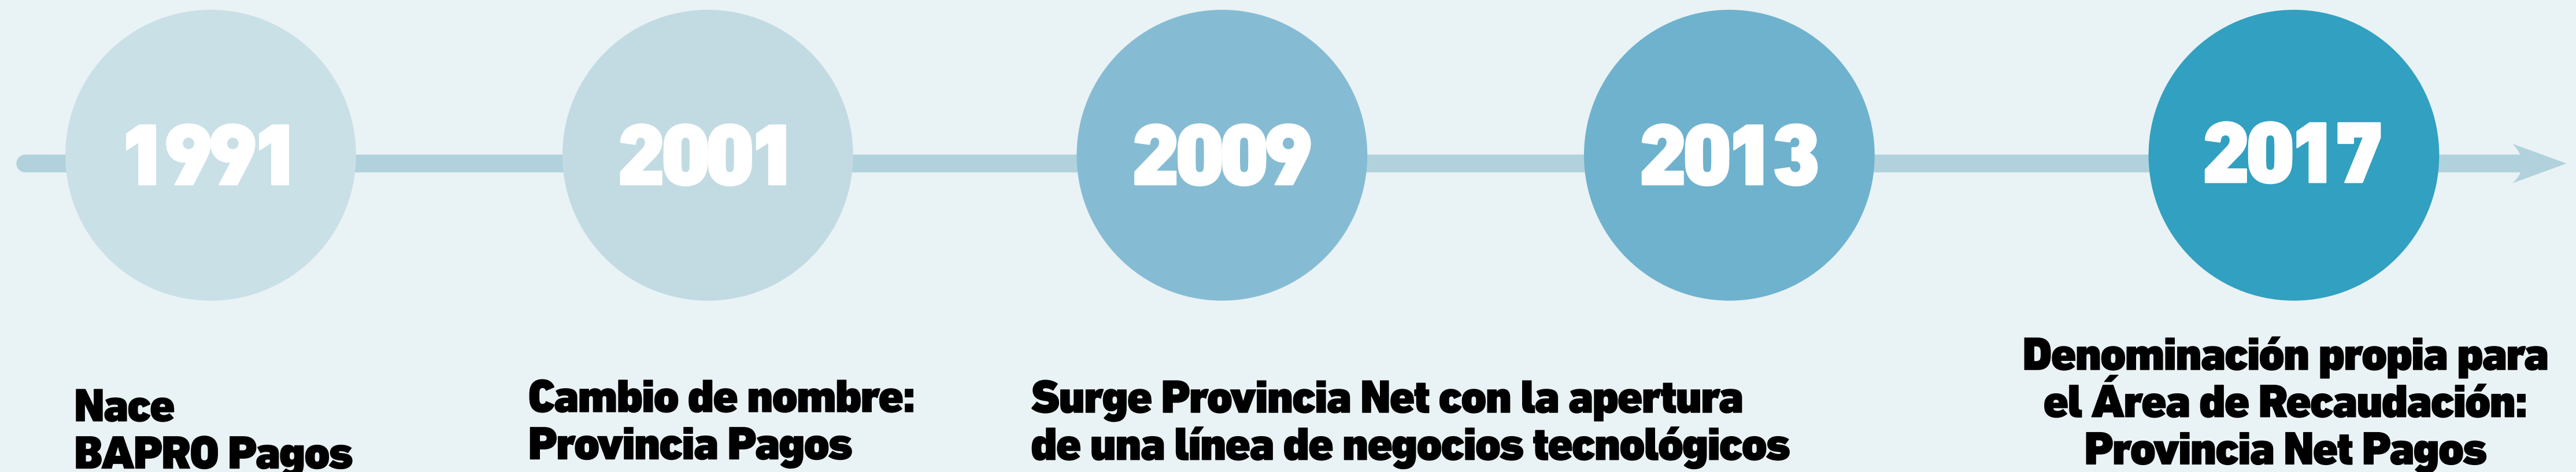 1991
2001
2009
2013
2017
Nace
BAPRO Pagos
Cambio de nombre:
Provincia Pagos
Surge Provincia Net con la apertura
de una línea de negocios tecnológicos
Denominación propia para
el Área de Recaudación:
Provincia Net Pagos